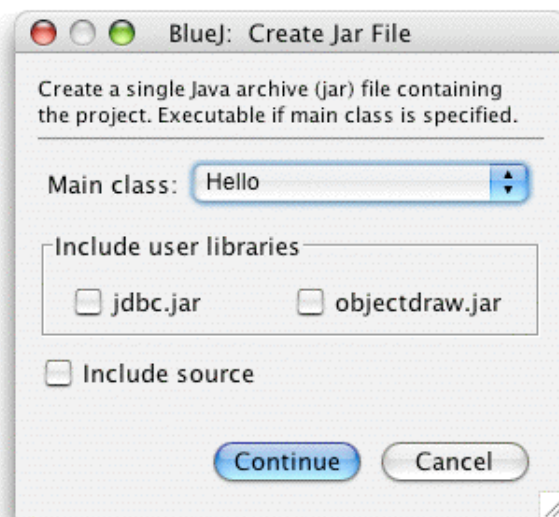 BlueJ: Create Jar File
Create a single Java archive (jar) file containing
the project. Executable if main class is specified.
Main class: Hello
Include user libraries
jdbc.jar objectdraw.jar
Include source
Continue Cancel